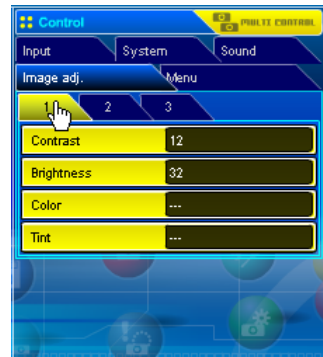 Control
MULTI CONTROL
Input System Sound
Image adj. Menu
1 2 3
Contrast 12
Brightness 32
Color ---
Tint ---